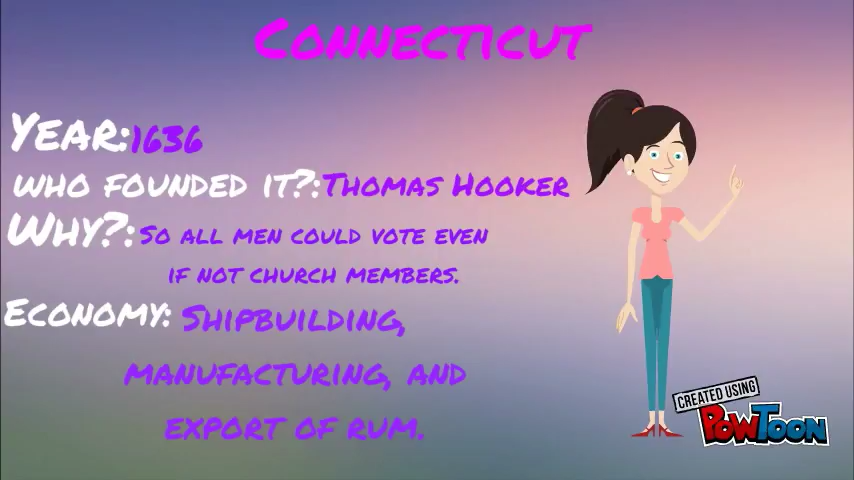 Connecticut
Year: 1636
who founded it?: Thomas Hooker
Why?: So all men could vote even
if not church members.
Economy: Shipbuilding,
manufacturing, and
export of rum.
CREATED USING
POWTOON